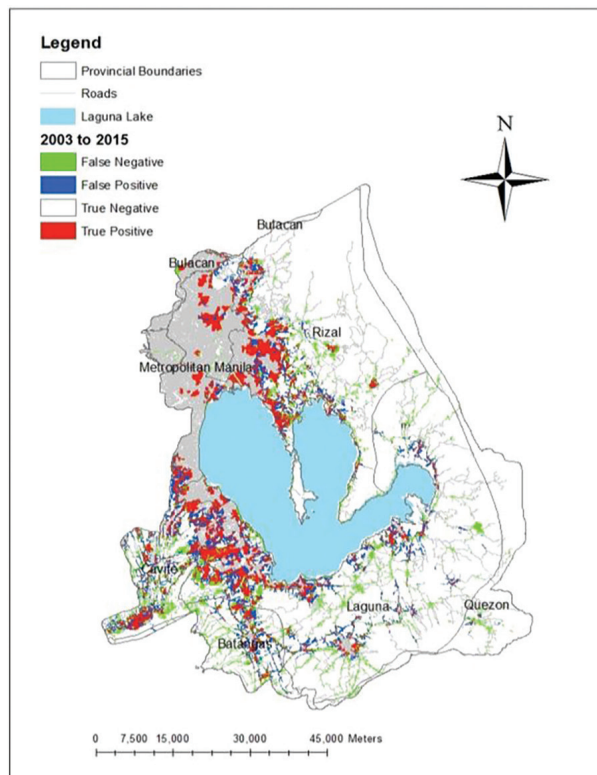 Legend
Provincial Boundaries
Roads
Laguna Lake
2003 to 2015
False Negative
False Positive
True Negative
True Positive
N
Bulacan
Bulacan
Rizal
Metropolitan Manila
Cavite
Laguna
Quezon
Batangas
0 7,500 15,000 30,000 45,000 Meters